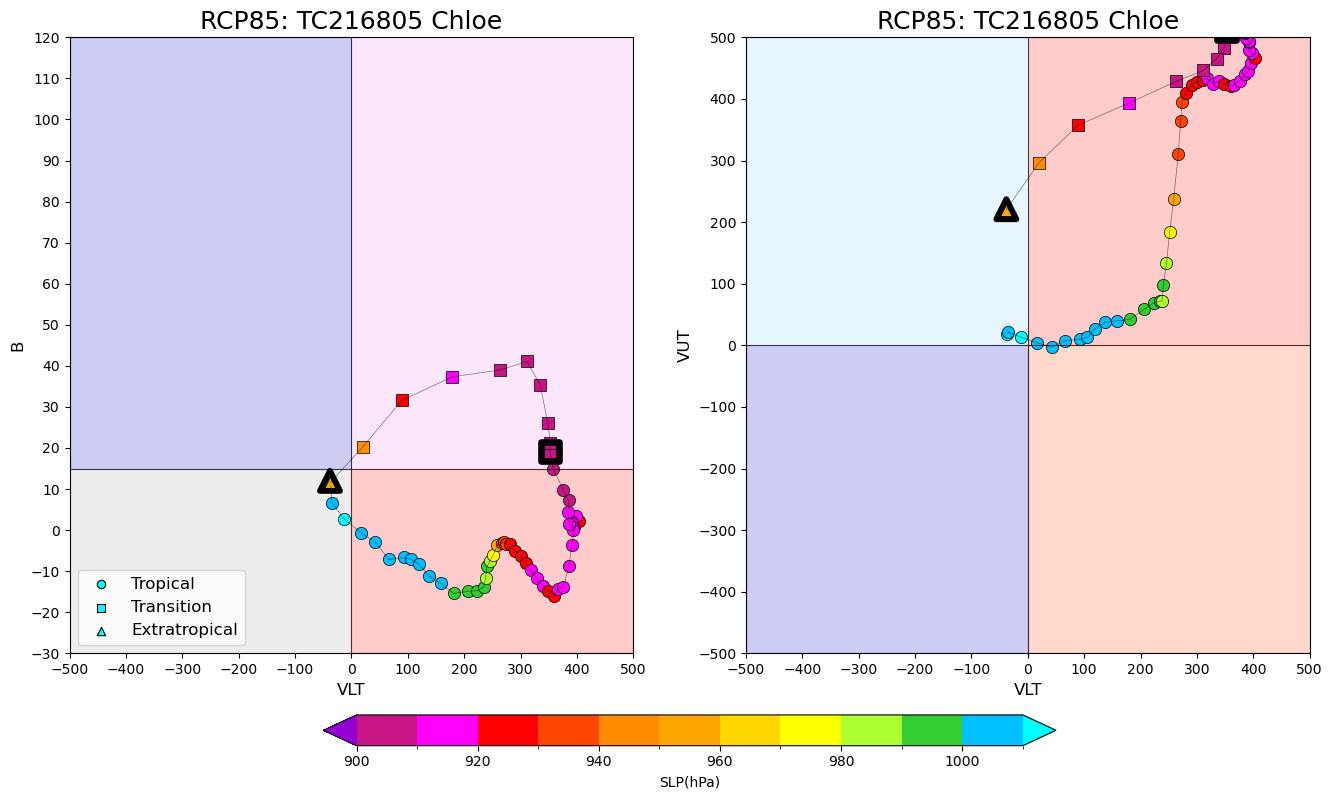 RCP85: TC216805 Chloe
120
110
100
90
80
70
60
50
40
30
20
10
0
−10
−20
−30
B
Tropical
Transition
Extratropical
−500 −400 −300 −200 −100 0 100 200 300 400 500
VLT
RCP85: TC216805 Chloe
500
400
300
200
100
0
−100
−200
−300
−400
−500
VUT
−500 −400 −300 −200 −100 0 100 200 300 400 500
VLT
900 920 940 960 980 1000
SLP(hPa)